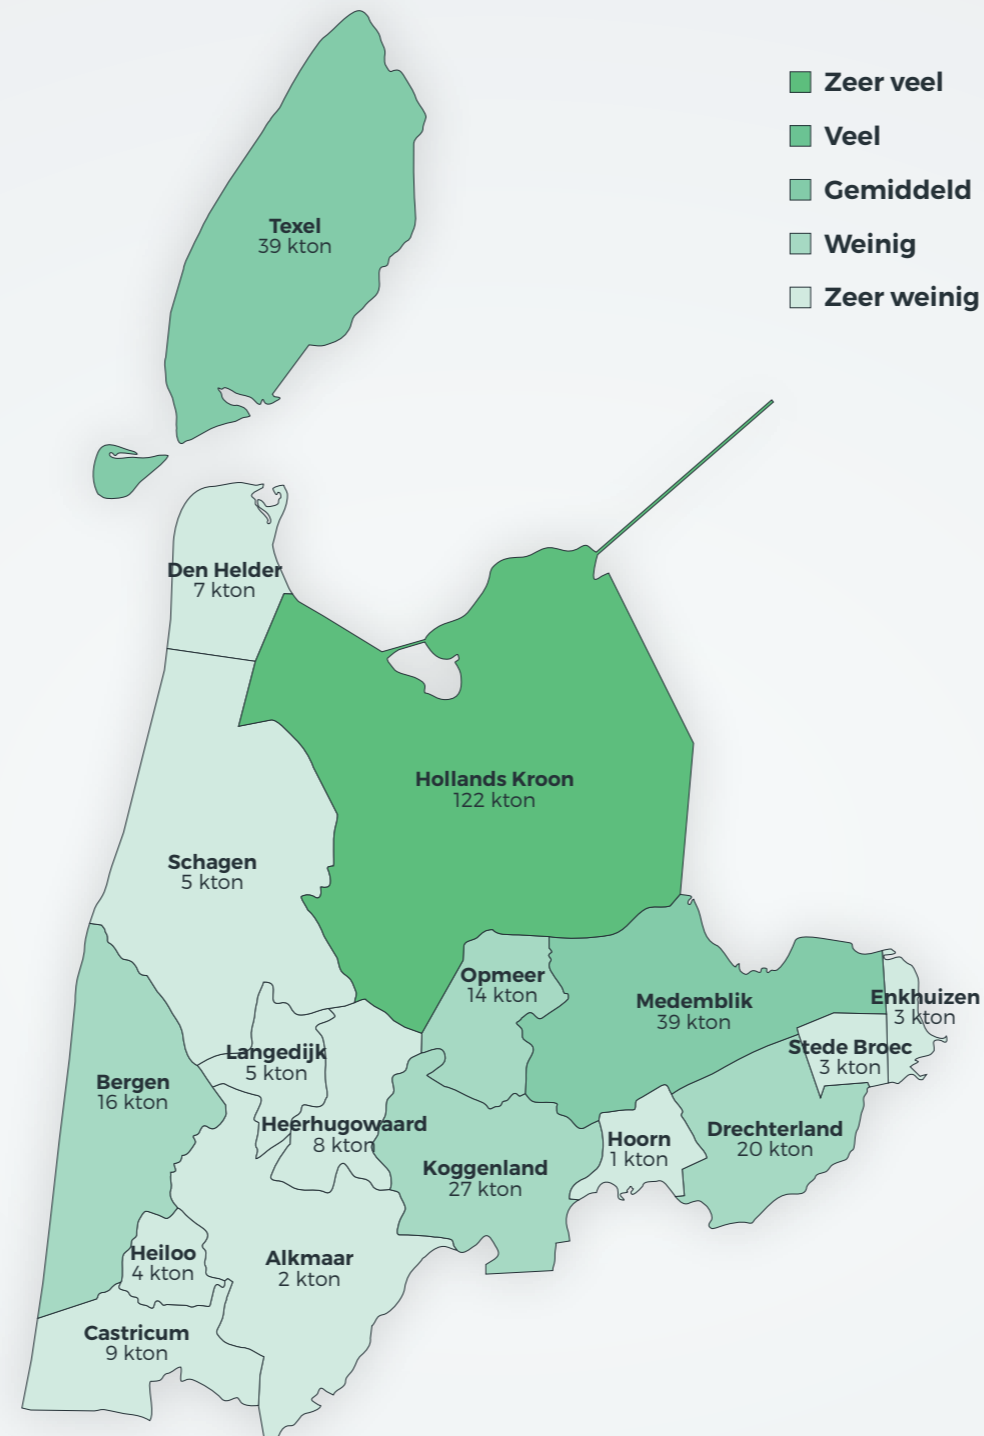 Zeer veel
Veel
Gemiddeld
Weinig
Zeer weinig
Texel
39 kton
Den Helder
7 kton
Hollands Kroon
122 kton
Schagen
5 kton
Opmeer
14 kton
Medemblik
39 kton
Enkhuizen
3 kton
Stede Broec
3 kton
Langedijk
5 kton
Bergen
16 kton
Heerhugowaard
8 kton
Koggenland
27 kton
Hoorn
1 kton
Drechterland
20 kton
Heiloo
4 kton
Alkmaar
2 kton
Castricum
9 kton